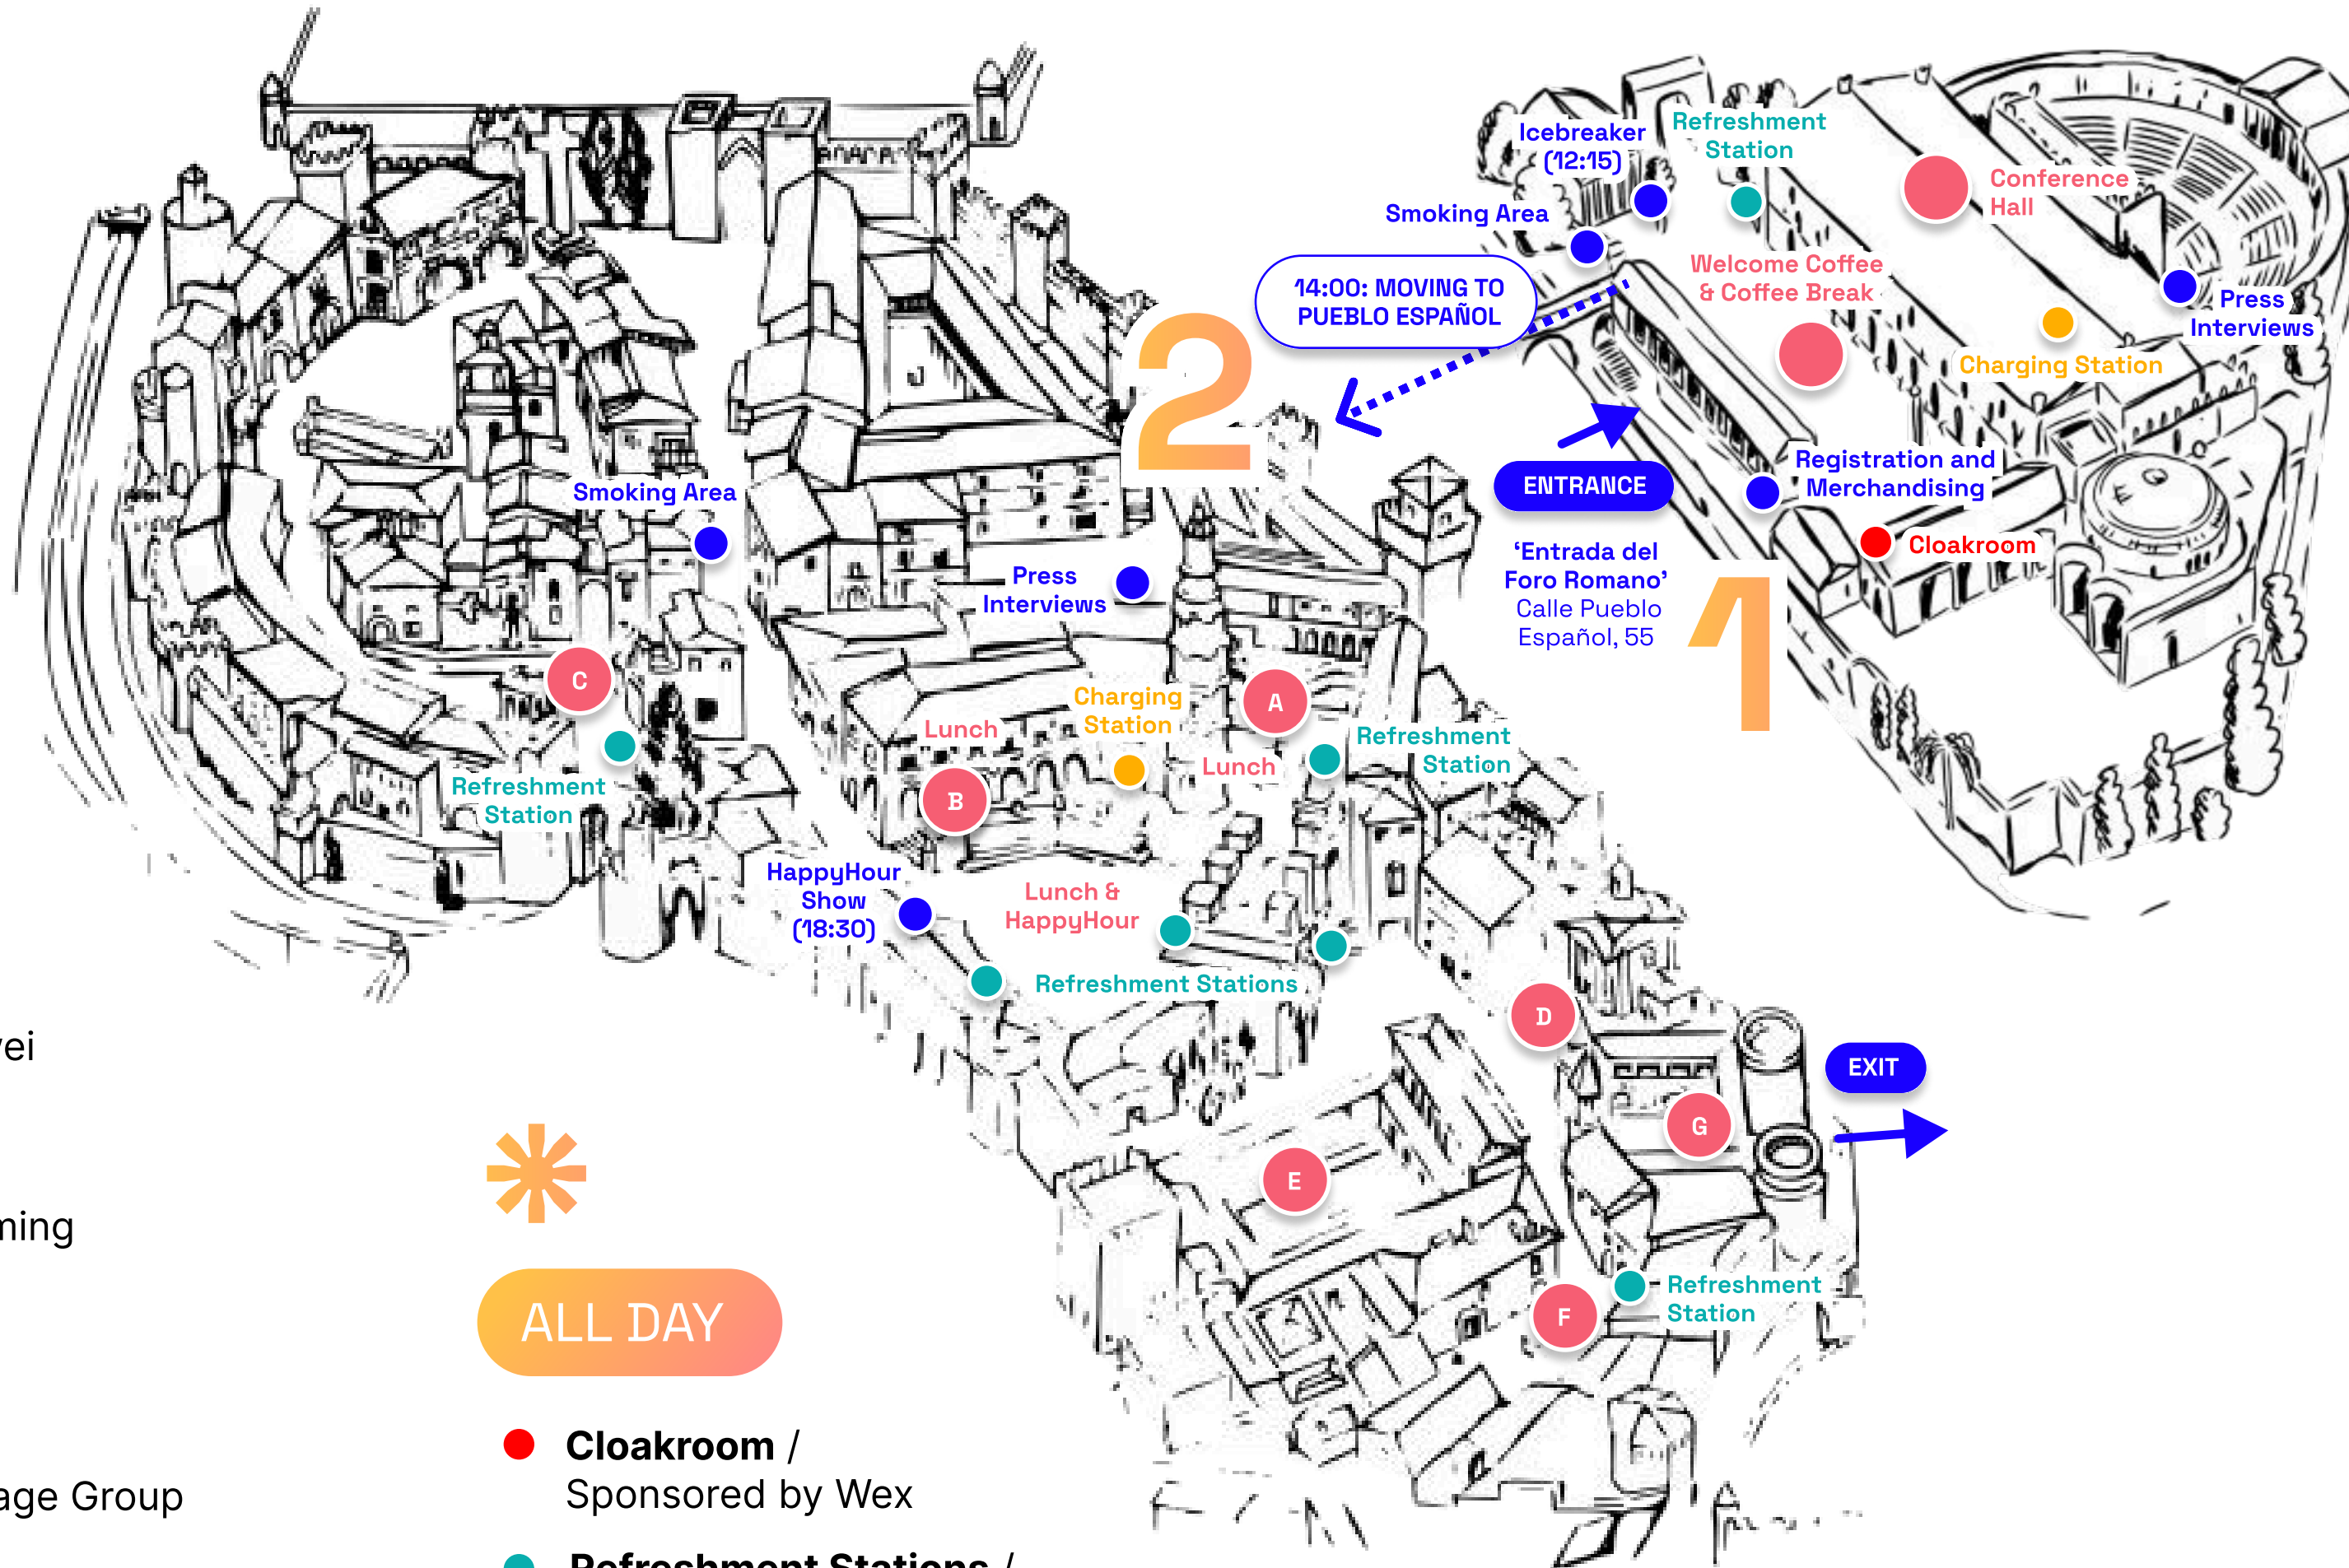 Icebreaker
(12:15)
Refreshment
Station
Conference
Hall
Smoking Area
Welcome Coffee
& Coffee Break
14:00: MOVING TO
PUEBLO ESPAÑOL
Press
Interviews
Charging Station
2
ENTRANCE
Registration and
Merchandising
'Entrada del
Foro Romano'
Calle Pueblo
Español, 55
Cloakroom
1
Smoking Area
Press
Interviews
C
A
Charging
Station
Lunch
Lunch
Refreshment
Station
B
Refreshment
Station
HappyHour
Show
(18:30)
Lunch &
HappyHour
Refreshment Stations
D
EXIT
G
E
F
Refreshment
Station
ei
ming
age Group
ALL DAY
Cloakroom /
Sponsored by Wex
Refreshment Stations /